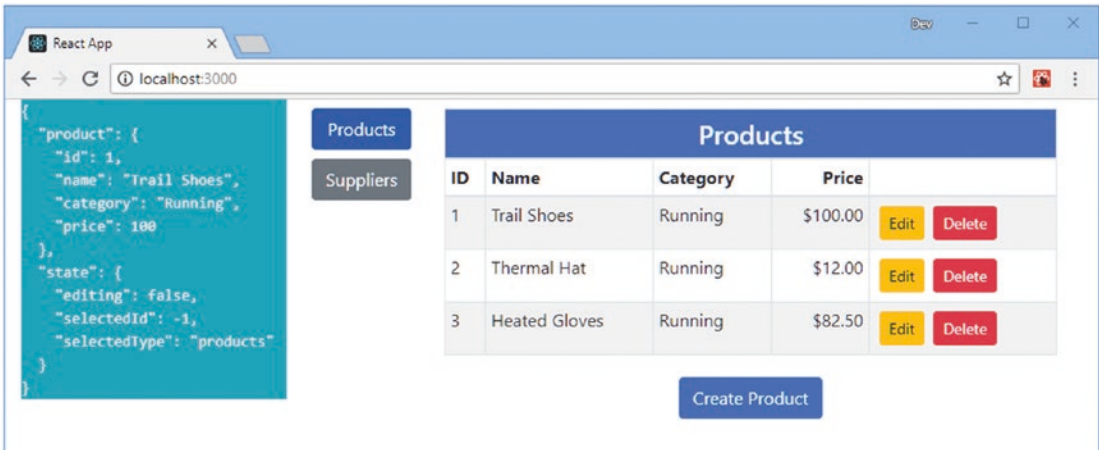 React App
Dev
localhost:3000
{
"product": {
"id": 1,
"name": "Trail Shoes",
"category": "Running",
"price": 100
},
"state": {
"editing": false,
"selectedId": -1,
"selectedType": "products"
}
}
Products
Suppliers
Products
ID Name Category Price
1 Trail Shoes Running $100.00 Edit Delete
2 Thermal Hat Running $12.00 Edit Delete
3 Heated Gloves Running $82.50 Edit Delete
Create Product